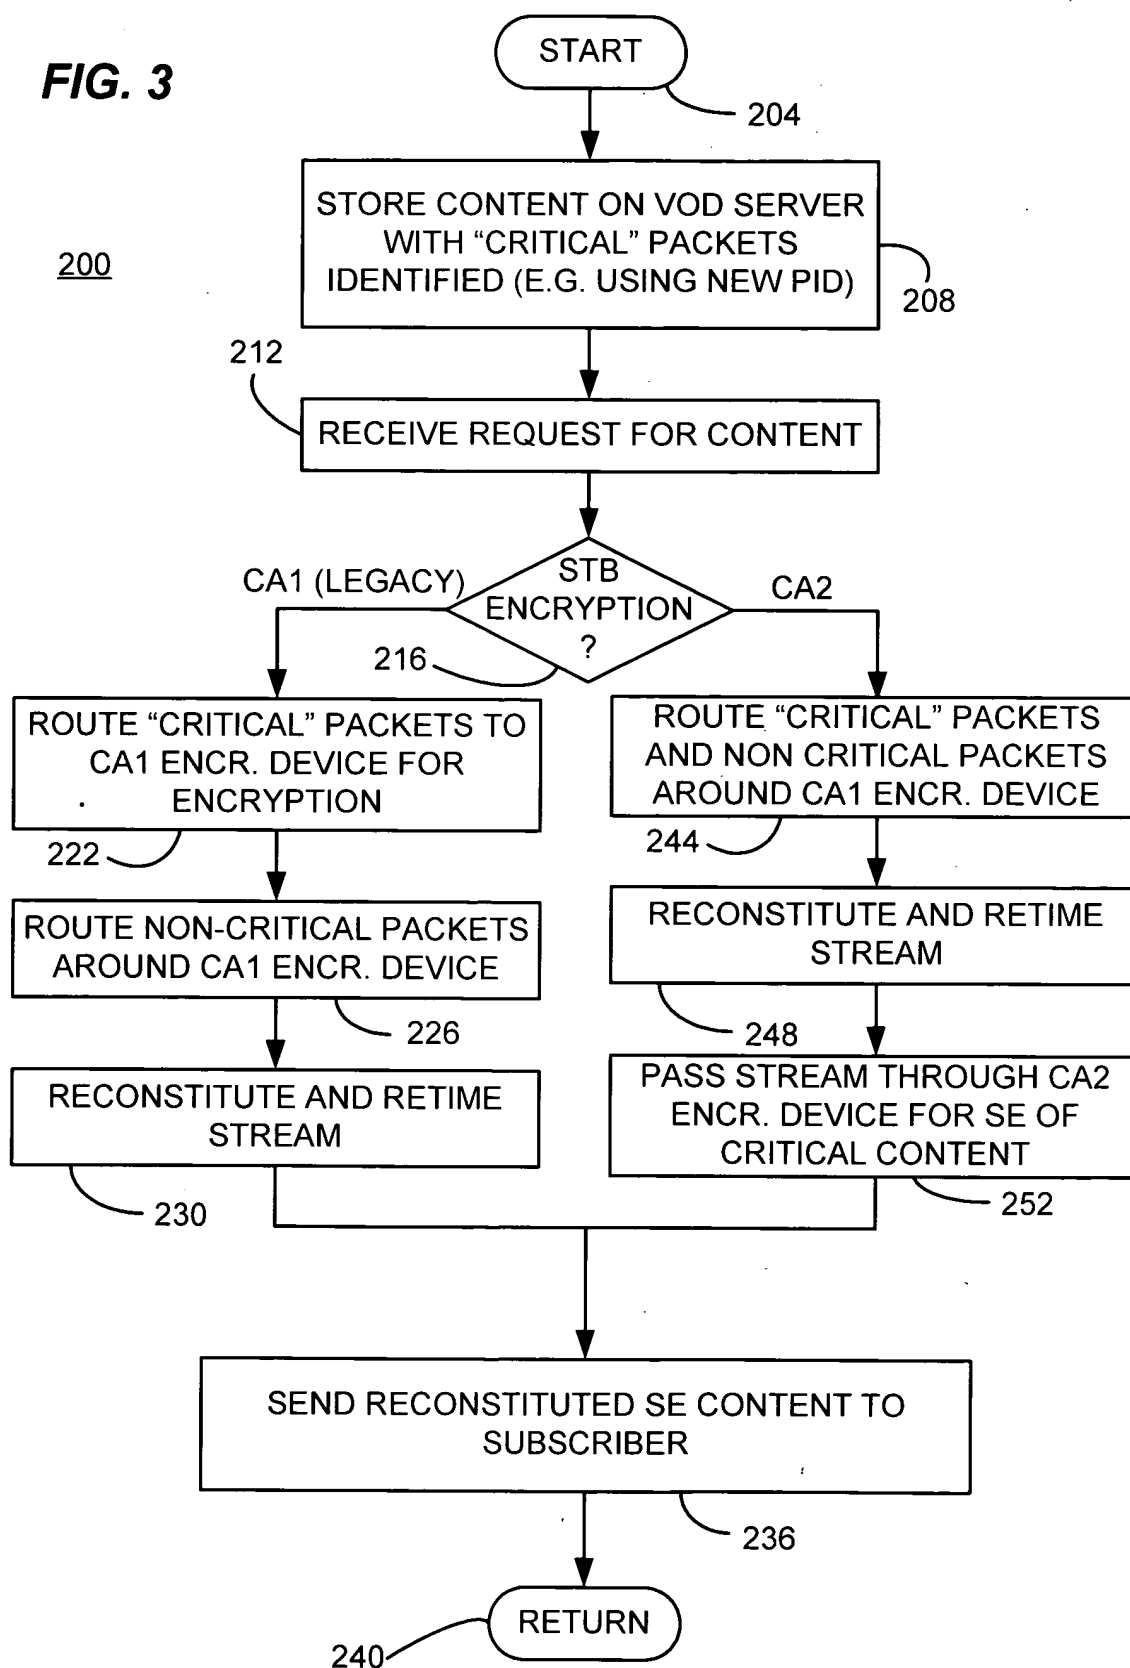 FIG. 3
START
204
200
STORE CONTENT ON VOD SERVER
WITH “CRITICAL” PACKETS
IDENTIFIED (E.G. USING NEW PID)
208
212
RECEIVE REQUEST FOR CONTENT
STB
ENCRYPTION
?
CA1 (LEGACY)
CA2
216
ROUTE “CRITICAL” PACKETS TO
CA1 ENCR. DEVICE FOR
ENCRYPTION
222
ROUTE NON-CRITICAL PACKETS
AROUND CA1 ENCR. DEVICE
226
RECONSTITUTE AND RETIME
STREAM
230
ROUTE “CRITICAL” PACKETS
AND NON CRITICAL PACKETS
AROUND CA1 ENCR. DEVICE
244
RECONSTITUTE AND RETIME
STREAM
248
PASS STREAM THROUGH CA2
ENCR. DEVICE FOR SE OF
CRITICAL CONTENT
252
SEND RECONSTITUTED SE CONTENT TO
SUBSCRIBER
236
RETURN
240